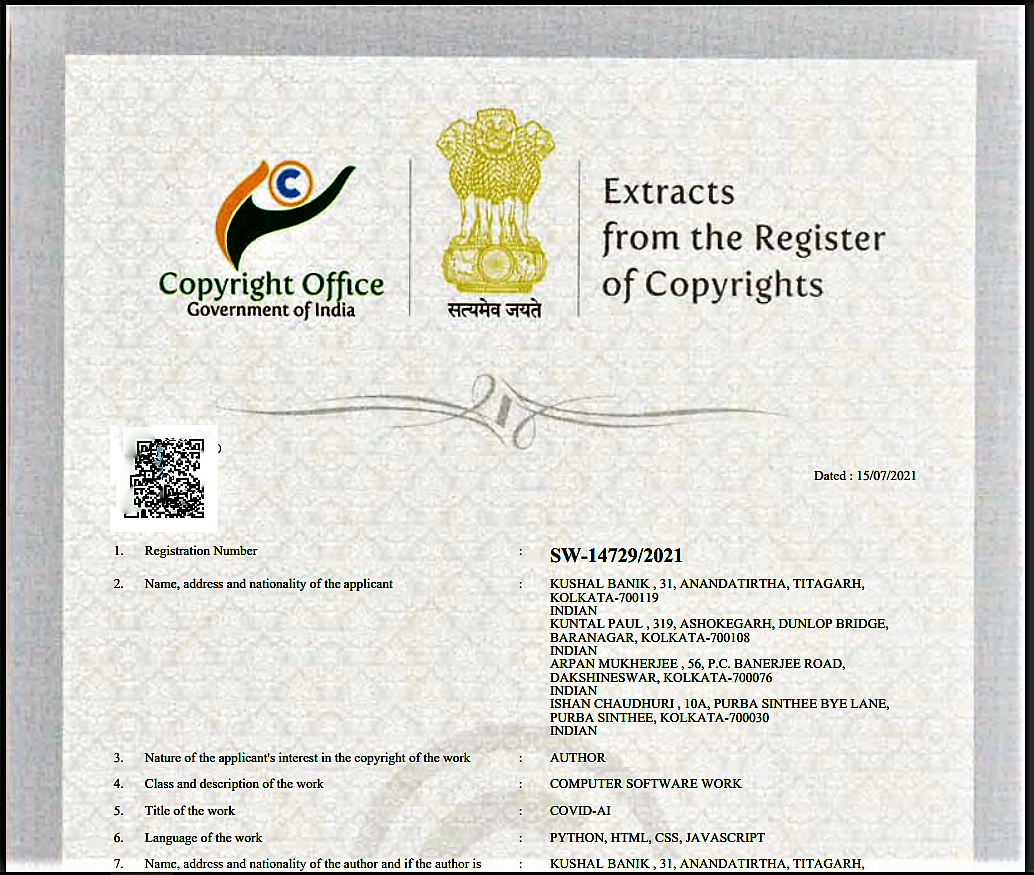 Extracts
from the Register
of Copyrights
C
Copyright Office
Government of India
सत्यमेव जयते
Dated : 15/07/2021
1. Registration Number : SW-14729/2021
2. Name, address and nationality of the applicant : KUSHAL BANIK , 31, ANANDATIRTHA, TITAGARH,
KOLKATA-700119
INDIAN
KUNTAL PAUL , 319, ASHOKEGARH, DUNLOP BRIDGE,
BARANAGAR, KOLKATA-700108
INDIAN
ARPAN MUKHERJEE , 56, P.C. BANERJEE ROAD,
DAKSHINESWAR, KOLKATA-700076
INDIAN
ISHAN CHAUDHURI , 10A, PURBA SINTHEE BYE LANE,
PURBA SINTHEE, KOLKATA-700030
INDIAN
3. Nature of the applicant's interest in the copyright of the work : AUTHOR
4. Class and description of the work : COMPUTER SOFTWARE WORK
5. Title of the work : COVID-AI
6. Language of the work : PYTHON, HTML, CSS, JAVASCRIPT
7. Name, address and nationality of the author and if the author is : KUSHAL BANIK , 31, ANANDATIRTHA, TITAGARH,